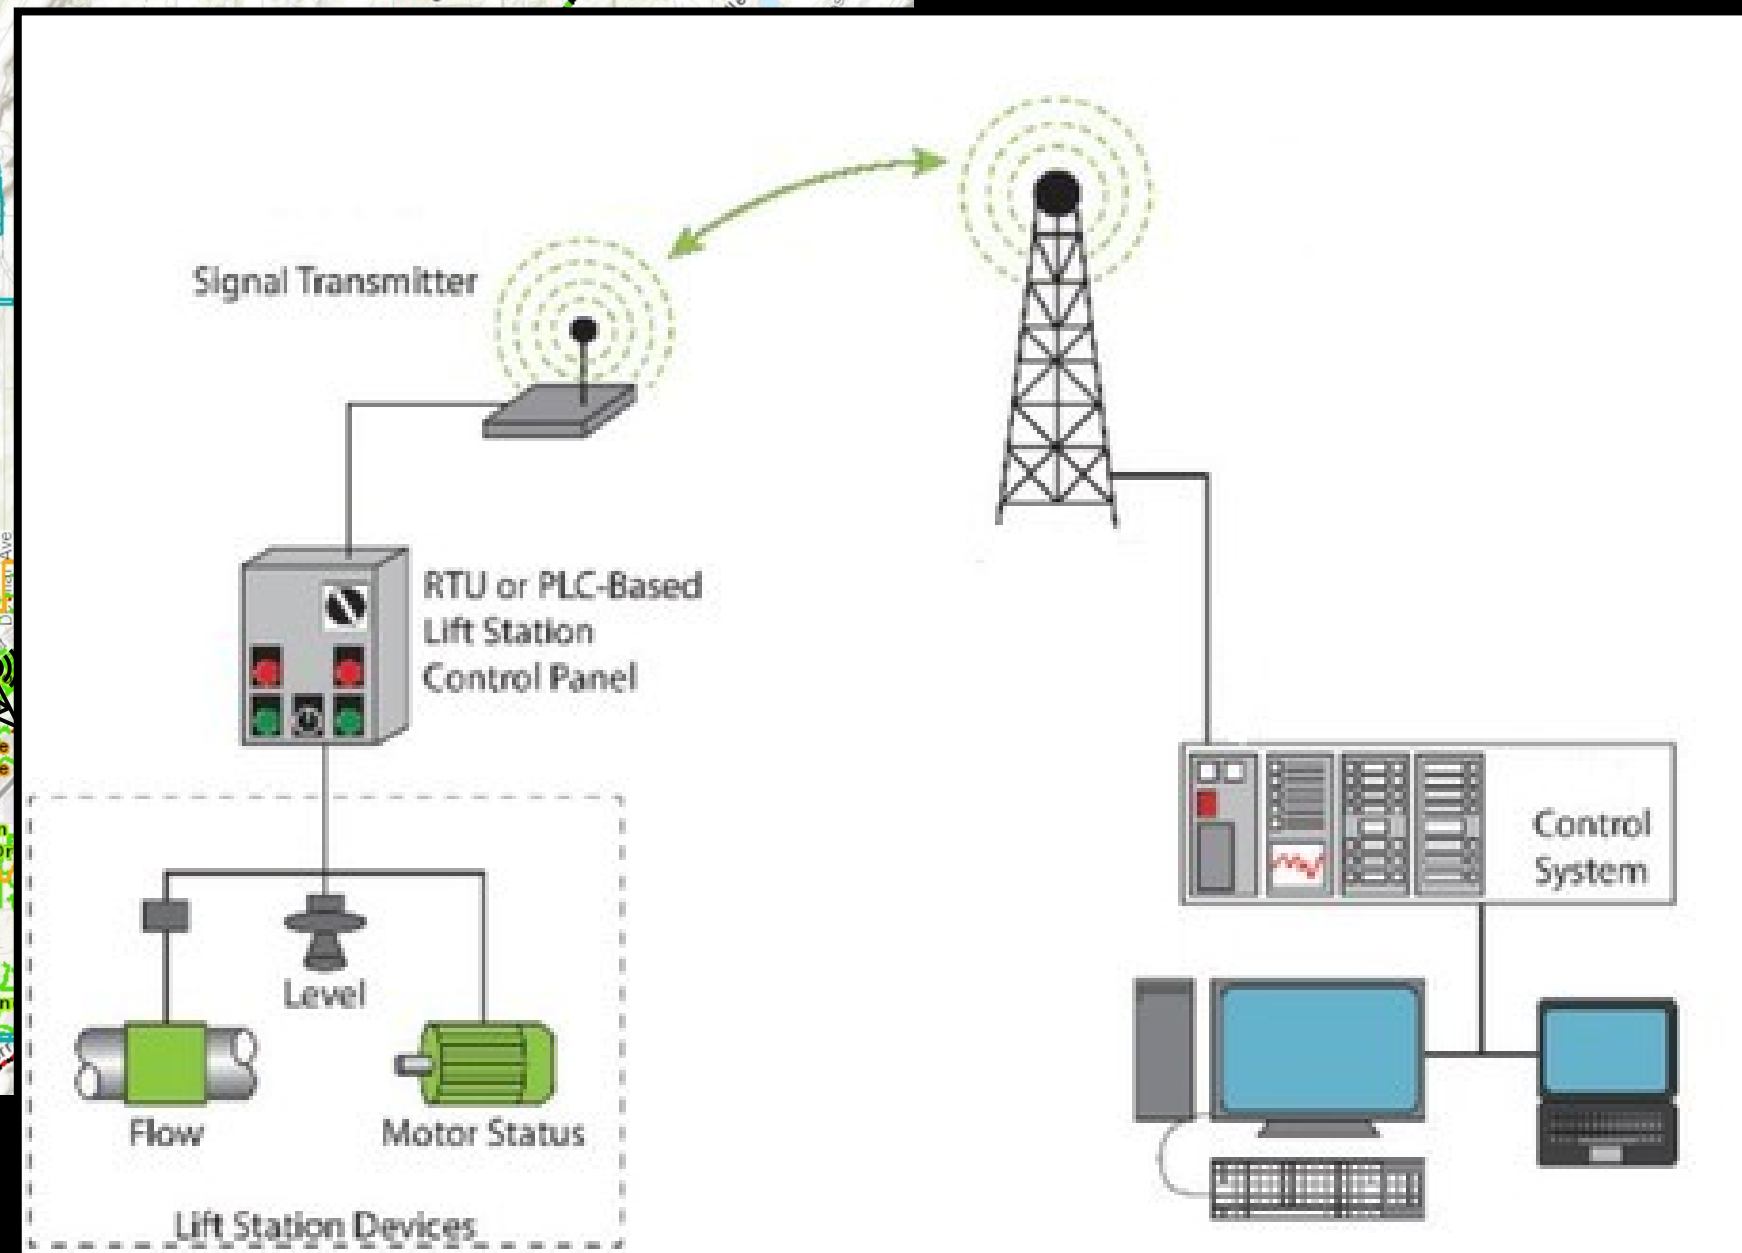 Signal Transmitter
RTU or PLC-Based
Lift Station
Control Panel
Control
System
Level
Flow
Motor Status
Lift Station Devices